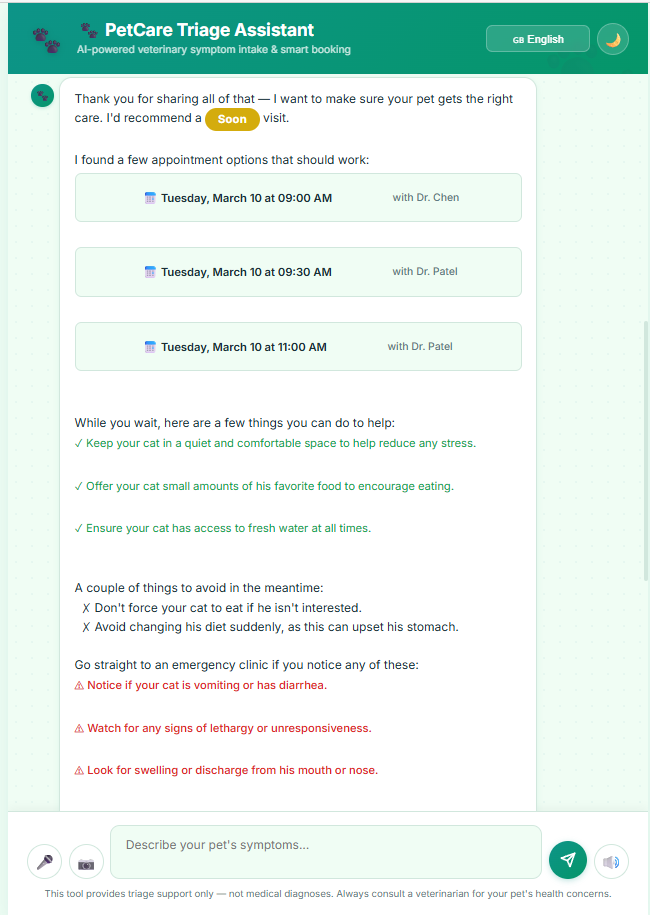 PetCare Triage Assistant
AI-powered veterinary symptom intake & smart booking
GB English
Thank you for sharing all of that — I want to make sure your pet gets the right
care. I'd recommend a Soon visit.
I found a few appointment options that should work:
Tuesday, March 10 at 09:00 AM with Dr. Chen
Tuesday, March 10 at 09:30 AM with Dr. Patel
Tuesday, March 10 at 11:00 AM with Dr. Patel
While you wait, here are a few things you can do to help:
✓ Keep your cat in a quiet and comfortable space to help reduce any stress.
✓ Offer your cat small amounts of his favorite food to encourage eating.
✓ Ensure your cat has access to fresh water at all times.
A couple of things to avoid in the meantime:
✗ Don't force your cat to eat if he isn't interested.
✗ Avoid changing his diet suddenly, as this can upset his stomach.
Go straight to an emergency clinic if you notice any of these:
⚠ Notice if your cat is vomiting or has diarrhea.
⚠ Watch for any signs of lethargy or unresponsiveness.
⚠ Look for swelling or discharge from his mouth or nose.
Describe your pet's symptoms...
This tool provides triage support only — not medical diagnoses. Always consult a veterinarian for your pet's health concerns.